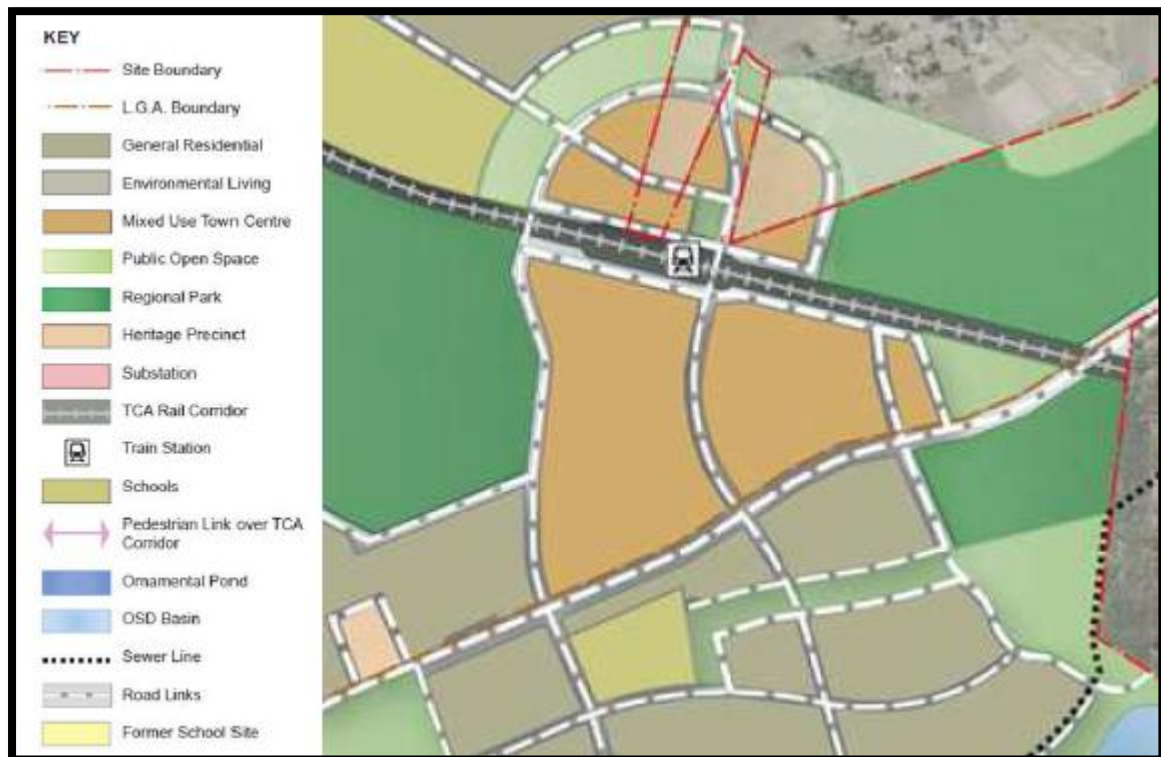 KEY
Site Boundary
L.G.A. Boundary
General Residential
Environmental Living
Mixed Use Town Centre
Public Open Space
Regional Park
Heritage Precinct
Substation
TCA Rail Corridor
Train Station
Schools
Pedestrian Link over TCA
Corridor
Ornamental Pond
OSD Basin
Sewer Line
Road Links
Former School Site